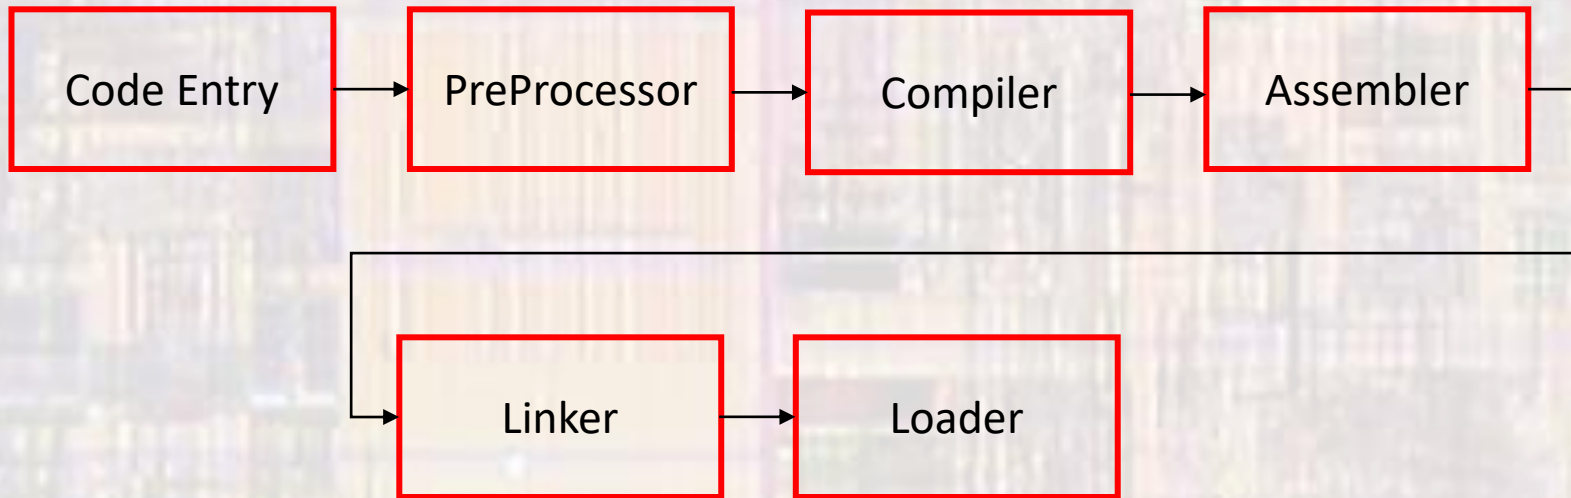 Code Entry
PreProcessor
Compiler
Assembler
Linker
Loader